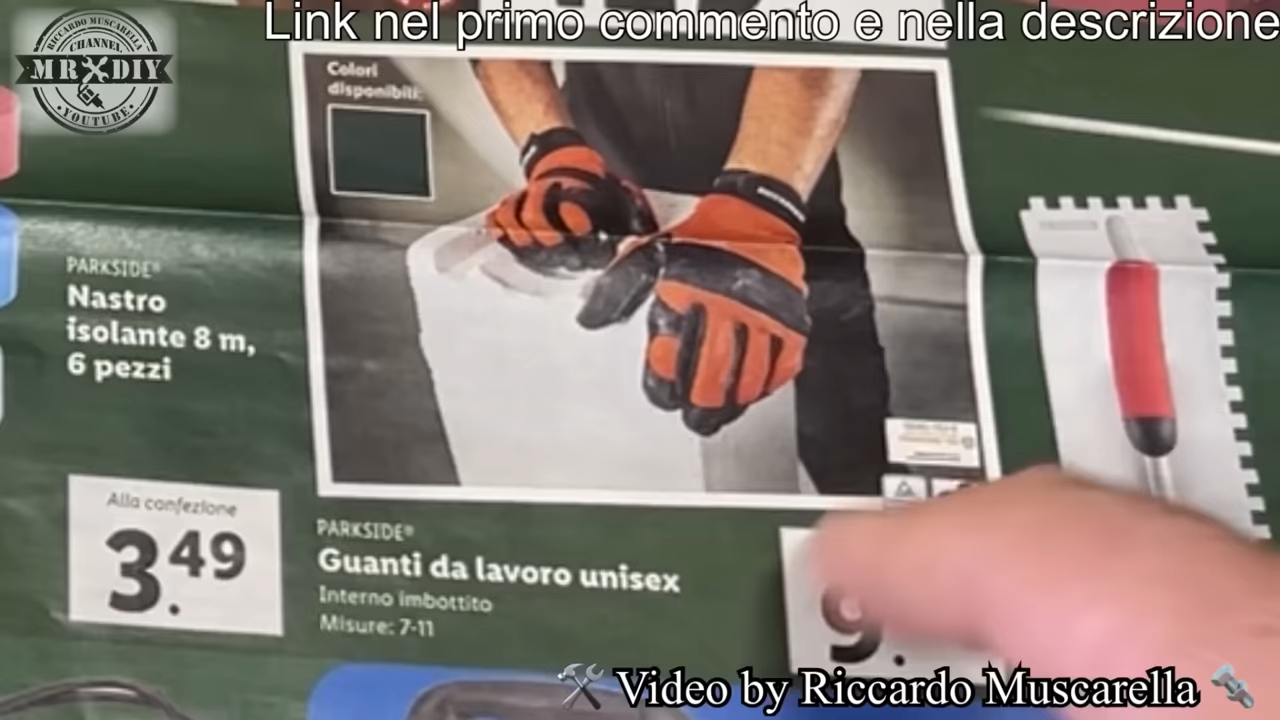 Link nel primo commento e nella descrizione
RICCARDO MUSCARELLA
CHANNEL
MR DIY
YOUTUBE
Colori
disponibili:
PARKSIDE®
Nastro
isolante 8 m,
6 pezzi
Alla confezione
3.49
PARKSIDE®
Guanti da lavoro unisex
Interno imbottito
Misure: 7-11
9.
Video by Riccardo Muscarella